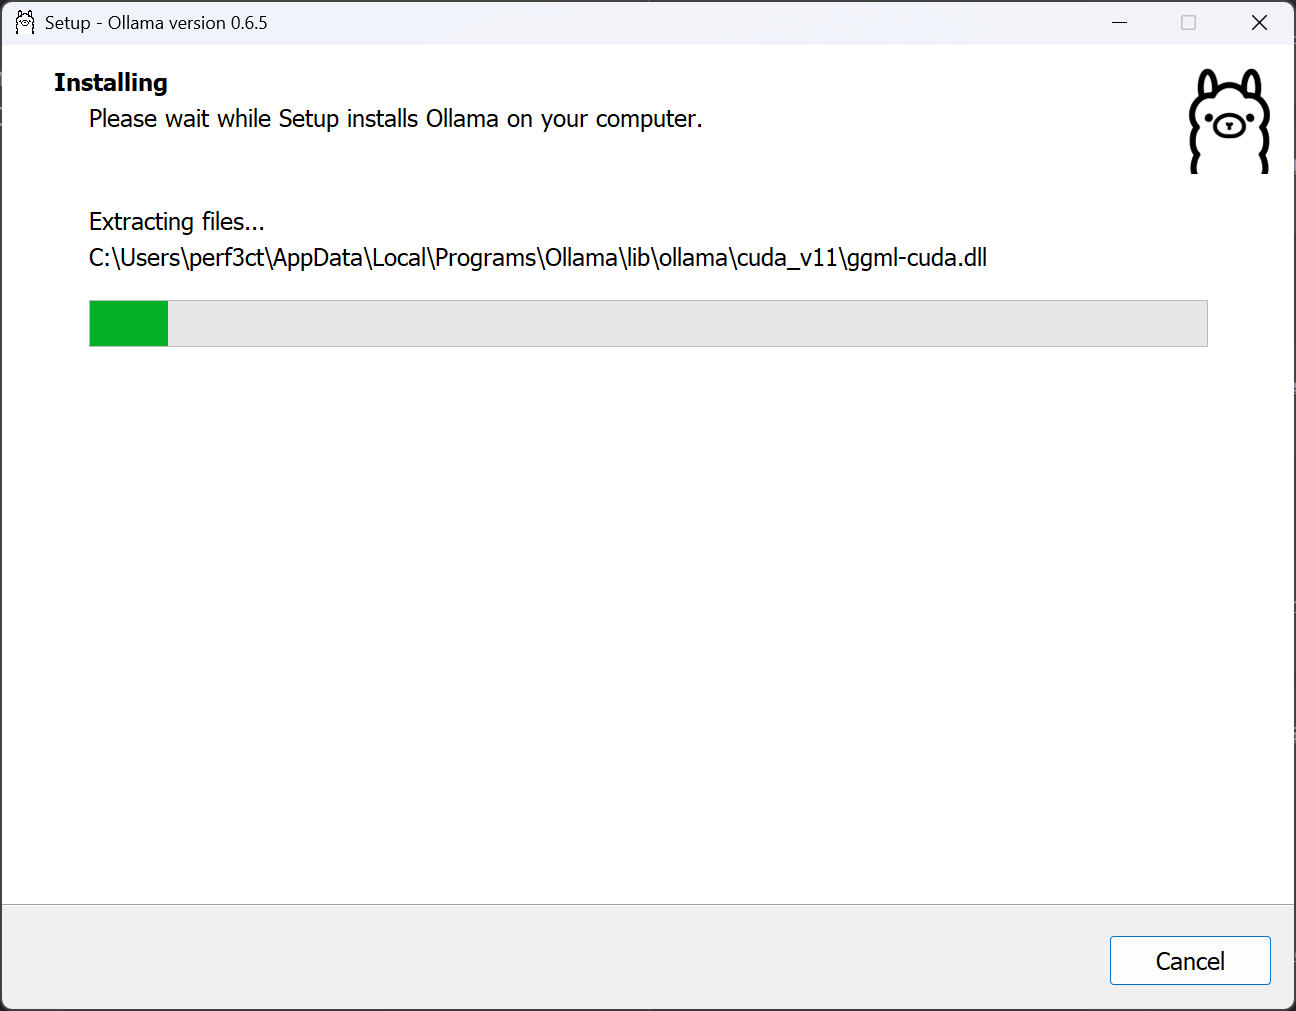 Setup - Ollama version 0.6.5
Installing
Please wait while Setup installs Ollama on your computer.
Extracting files...
C:\Users\perf3ct\AppData\Local\Programs\Ollama\lib\ollama\cuda_v11\ggml-cuda.dll
Cancel